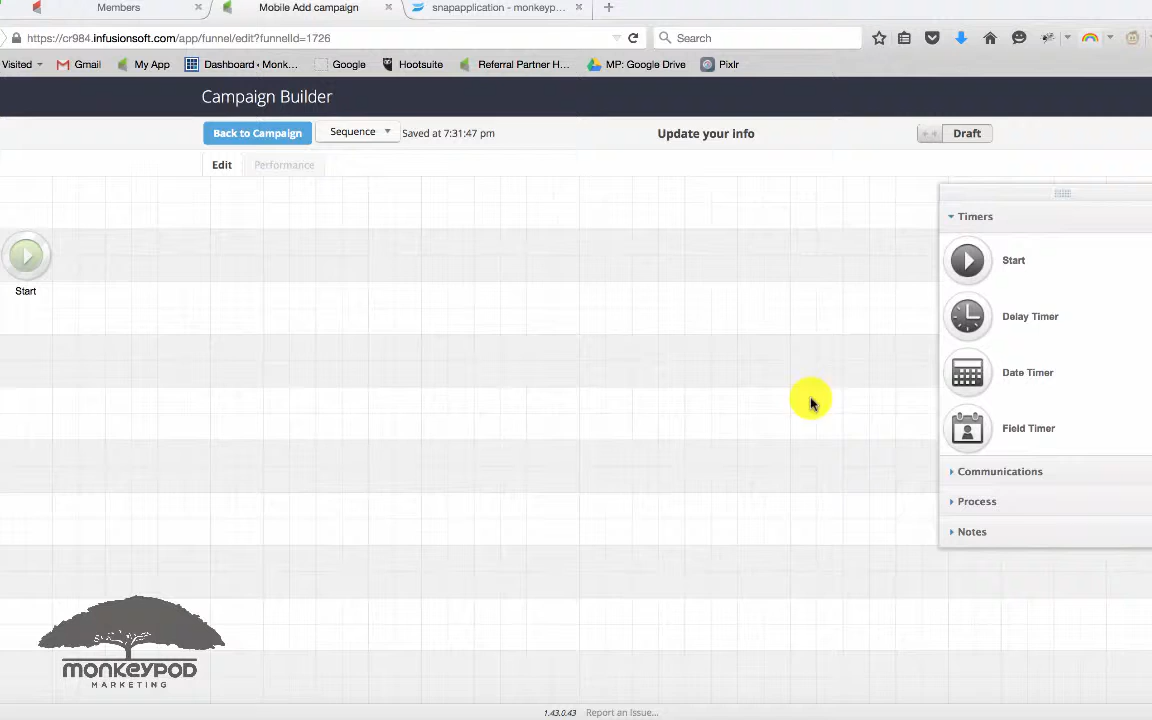 Members
Mobile Add campaign
snapapplication - monkeyp...
https://cr984.infusionsoft.com/app/funnel/edit?funnelId=1726
Search
Visited
Gmail
My App
Dashboard • Monk...
Google
Hootsuite
Referral Partner H...
MP: Google Drive
Pixlr
Campaign Builder
Back to Campaign
Sequence
Saved at 7:31:47 pm
Update your info
Draft
Edit
Performance
Timers
Start
Start
Delay Timer
Date Timer
Field Timer
Communications
Process
Notes
monkeypod
MARKETING
1.43.0.43
Report an Issue...